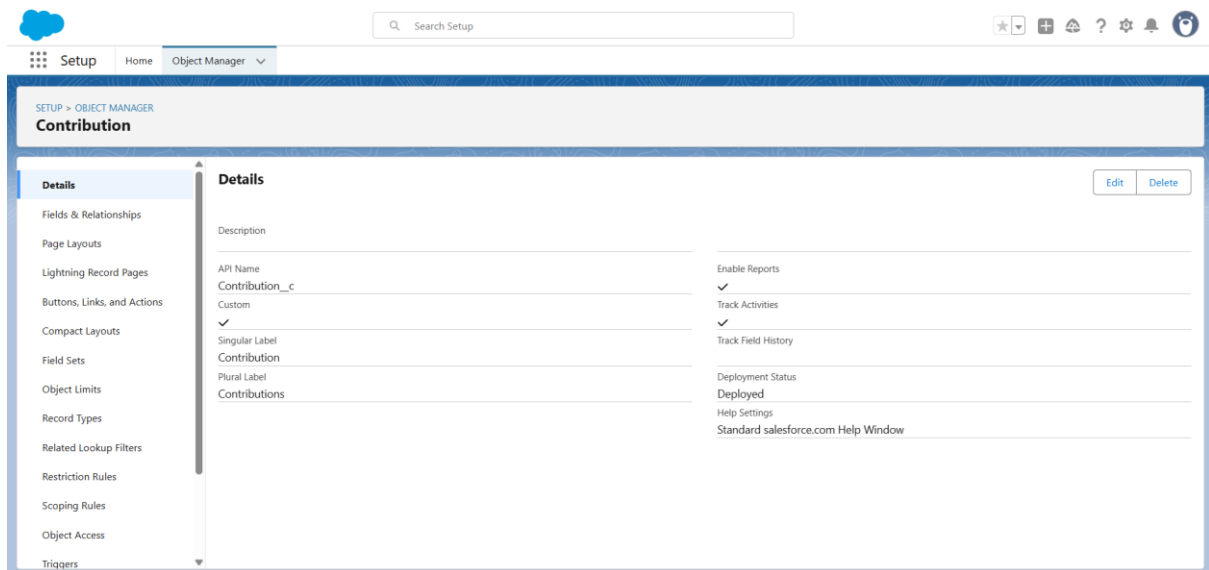 Search Setup
Setup
Home
Object Manager
SETUP > OBJECT MANAGER
Contribution
Details
Fields & Relationships
Page Layouts
Lightning Record Pages
Buttons, Links, and Actions
Compact Layouts
Field Sets
Object Limits
Record Types
Related Lookup Filters
Restriction Rules
Scoping Rules
Object Access
Triggers
Details
Edit
Delete
Description
API Name
Contribution__c
Custom
Singular Label
Contribution
Plural Label
Contributions
Enable Reports
Track Activities
Track Field History
Deployment Status
Deployed
Help Settings
Standard salesforce.com Help Window